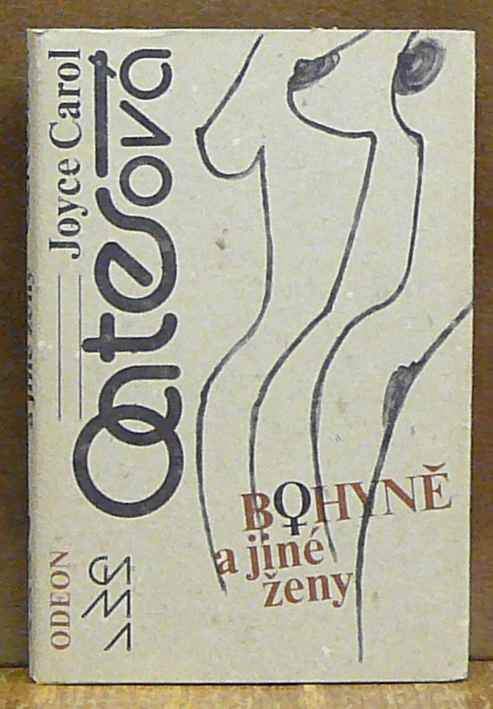 Joyce Carol
Oatesová
BOHYNĚ
a jiné
ženy
ODEON